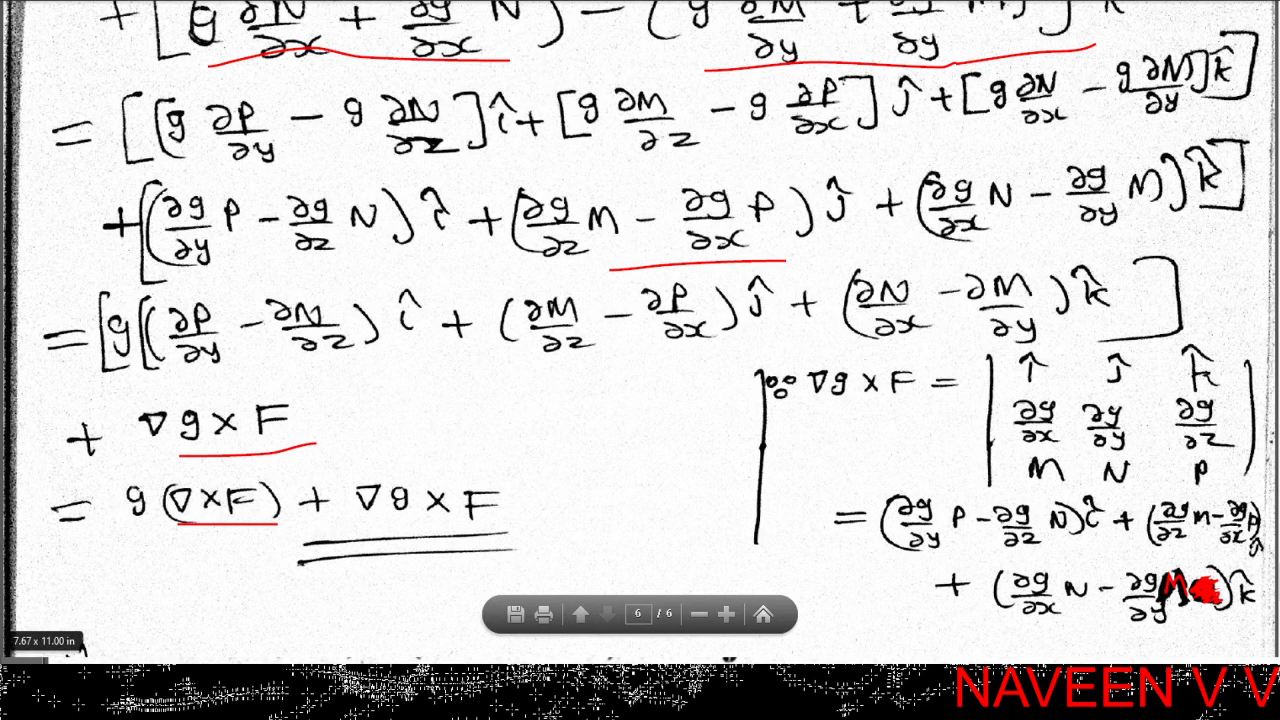 + [g ∂N/∂x + ∂g/∂x N) − (g ∂M/∂y + ∂g/∂y M)] k̂
= [(g ∂P/∂y − g ∂N/∂z] î + [g ∂M/∂z − g ∂P/∂x] ĵ + [g ∂N/∂x − g ∂M/∂y] k̂]
+ [(∂g/∂y P − ∂g/∂z N) î + (∂g/∂z M − ∂g/∂x P) ĵ + (∂g/∂x N − ∂g/∂y M) k̂]
= [g[(∂P/∂y − ∂N/∂z) î + (∂M/∂z − ∂P/∂x) ĵ + (∂N/∂x − ∂M/∂y) k̂ ]
+ ∇g × F
= g (∇×F) + ∇g × F
∵ ∇g × F = | î ĵ k̂
∂g/∂x ∂g/∂y ∂g/∂z
M N P |
= (∂g/∂y P − ∂g/∂z N) î + (∂g/∂z M − ∂g/∂x P) ĵ
+ (∂g/∂x N − ∂g/∂y M) k̂
6 / 6
7.67 x 11.00 in
NAVEEN V V